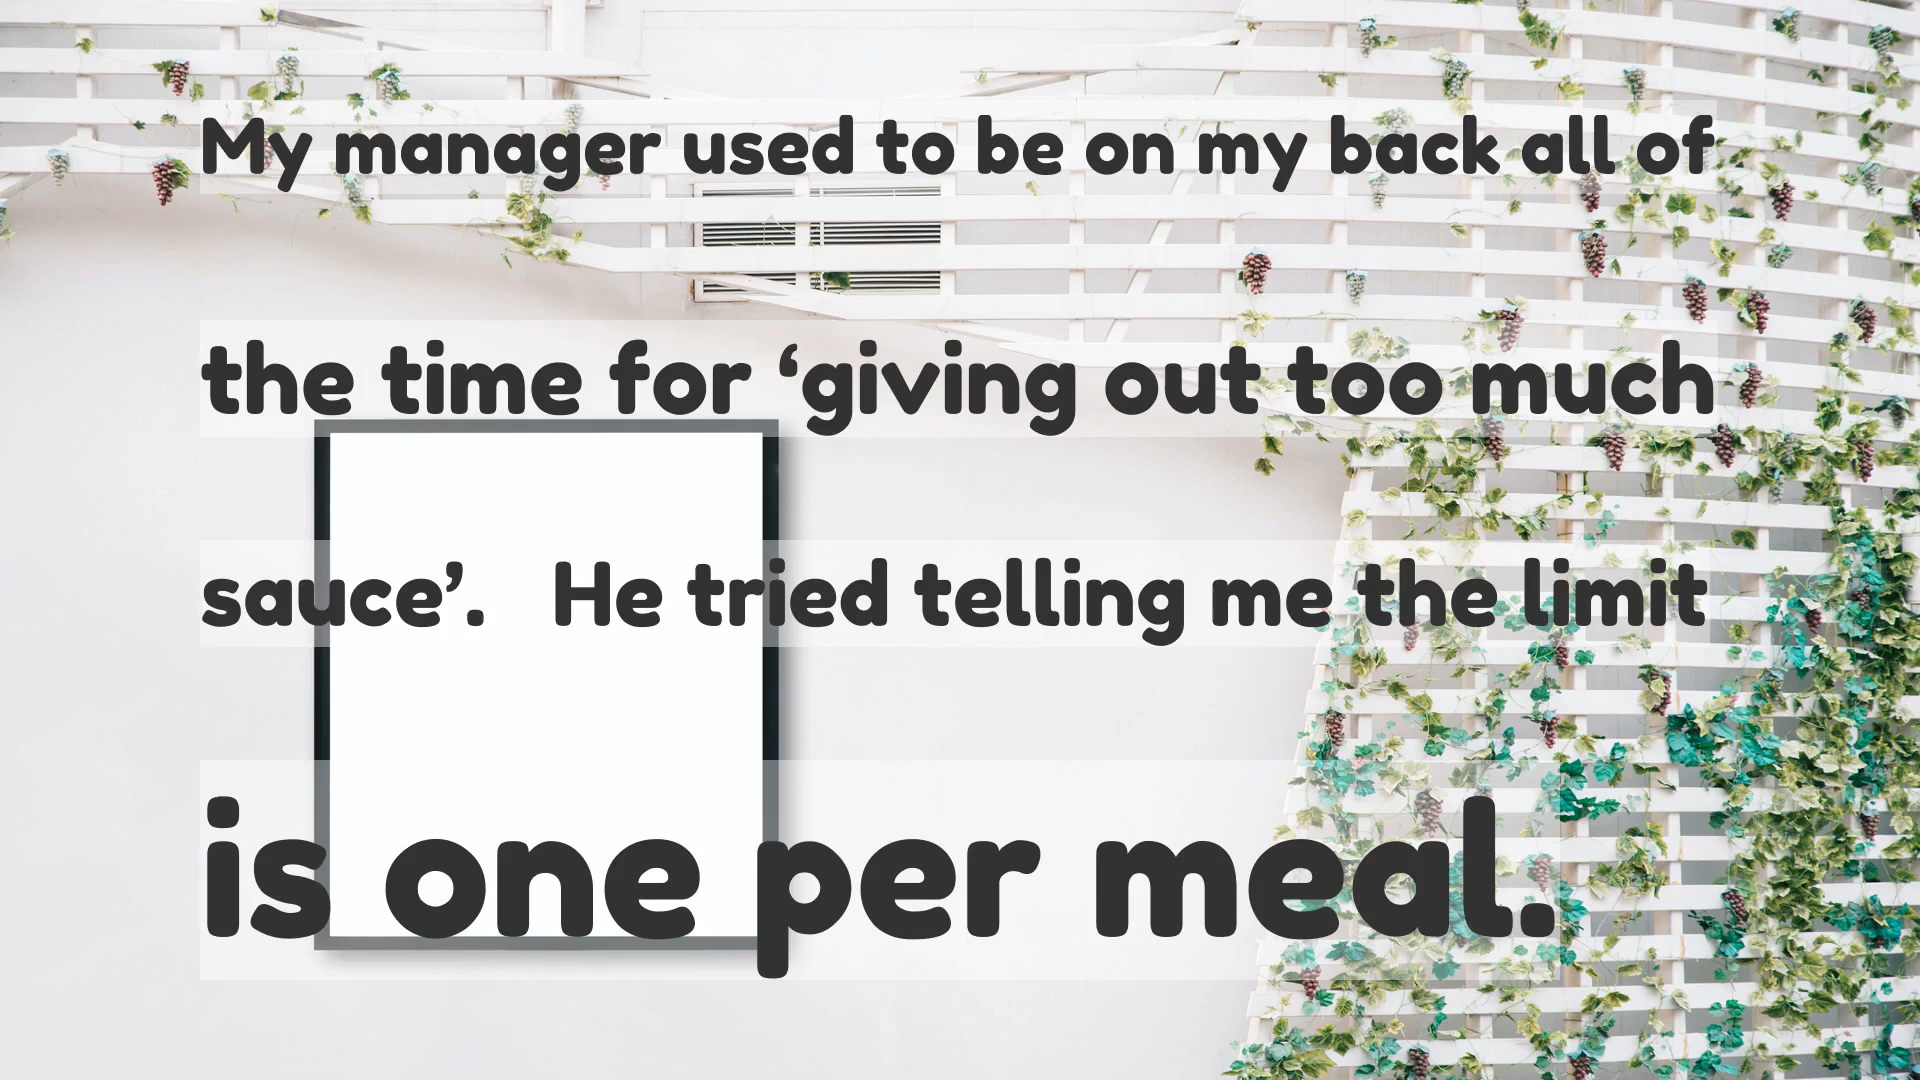 My manager used to be on my back all of
the time for ‘giving out too much
sauce’.   He tried telling me the limit
is one per meal.